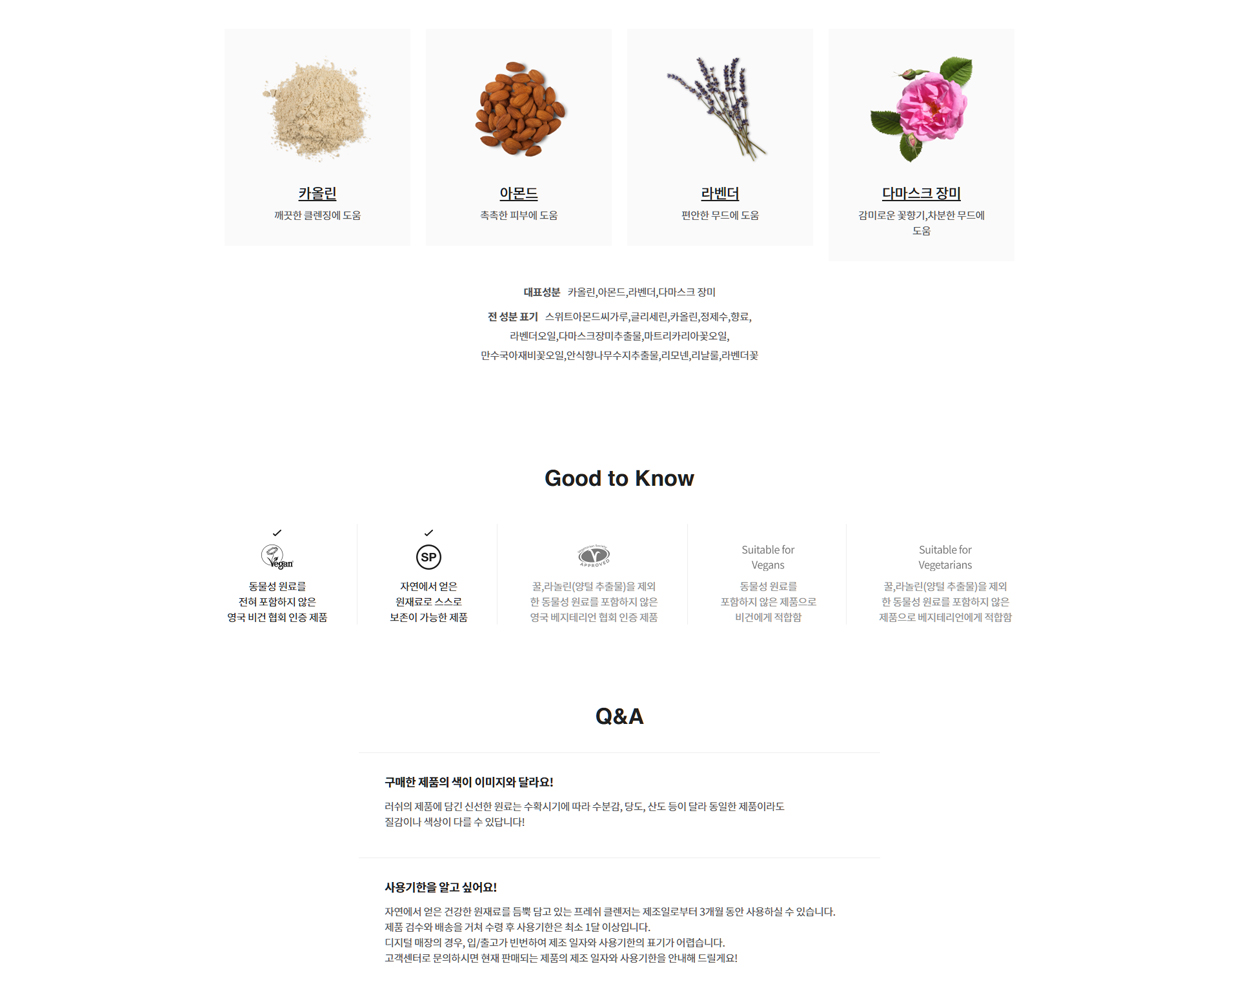 카올린
깨끗한 클렌징에 도움
아몬드
촉촉한 피부에 도움
라벤더
편안한 무드에 도움
다마스크 장미
감미로운 꽃향기,차분한 무드에
도움
대표성분 카올린,아몬드,라벤더,다마스크 장미
전 성분 표기 스위트아몬드씨가루,글리세린,카올린,정제수,향료,
라벤더오일,다마스크장미추출물,마트리카리아꽃오일,
만수국아재비꽃오일,안식향나무수지추출물,리모넨,리날룰,라벤더꽃
Good to Know
Vegan
동물성 원료를
전혀 포함하지 않은
영국 비건 협회 인증 제품
SP
자연에서 얻은
원재료로 스스로
보존이 가능한 제품
V
APPROVED
꿀,라놀린(양털 추출물)을 제외
한 동물성 원료를 포함하지 않은
영국 베지테리언 협회 인증 제품
Suitable for
Vegans
동물성 원료를
포함하지 않은 제품으로
비건에게 적합함
Suitable for
Vegetarians
꿀,라놀린(양털 추출물)을 제외
한 동물성 원료를 포함하지 않은
제품으로 베지테리언에게 적합함
Q&A
구매한 제품의 색이 이미지와 달라요!
러쉬의 제품에 담긴 신선한 원료는 수확시기에 따라 수분감, 당도, 산도 등이 달라 동일한 제품이라도
질감이나 색상이 다를 수 있답니다!
사용기한을 알고 싶어요!
자연에서 얻은 건강한 원재료를 듬뿍 담고 있는 프레쉬 클렌저는 제조일로부터 3개월 동안 사용하실 수 있습니다.
제품 검수와 배송을 거쳐 수령 후 사용기한은 최소 1달 이상입니다.
디지털 매장의 경우, 입/출고가 빈번하여 제조 일자와 사용기한의 표기가 어렵습니다.
고객센터로 문의하시면 현재 판매되는 제품의 제조 일자와 사용기한을 안내해 드릴게요!